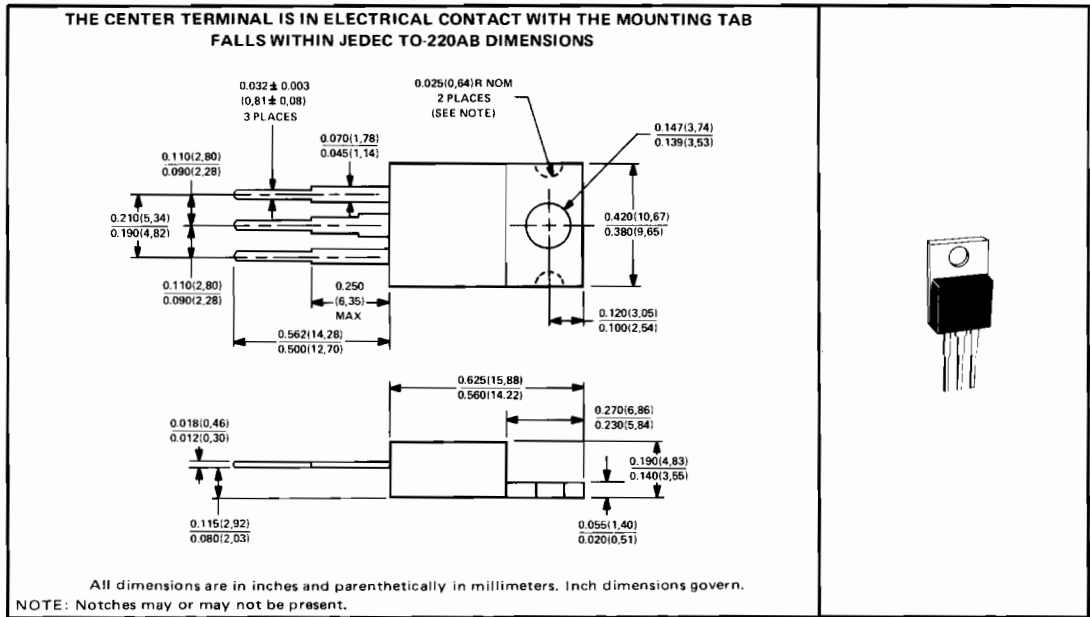 THE CENTER TERMINAL IS IN ELECTRICAL CONTACT WITH THE MOUNTING TAB
FALLS WITHIN JEDEC TO-220AB DIMENSIONS
0.032 ± 0.003
(0,81 ± 0,08)
3 PLACES
0.025(0,64)R NOM
2 PLACES
(SEE NOTE)
0.147(3,74)
0.139(3,53)
0.070(1,78)
0.045(1,14)
0.110(2,80)
0.090(2,28)
0.210(5,34)
0.190(4,82)
0.420(10,67)
0.380(9,65)
0.110(2,80)
0.090(2,28)
0.250
(6,35)
MAX
0.120(3,05)
0.100(2,54)
0.562(14,28)
0.500(12,70)
0.625(15,88)
0.560(14.22)
0.270(6,86)
0.230(5,84)
0.018(0,46)
0.012(0,30)
0.190(4,83)
0.140(3,55)
0.115(2,92)
0.080(2,03)
0.055(1,40)
0.020(0,51)
All dimensions are in inches and parenthetically in millimeters. Inch dimensions govern.
NOTE: Notches may or may not be present.